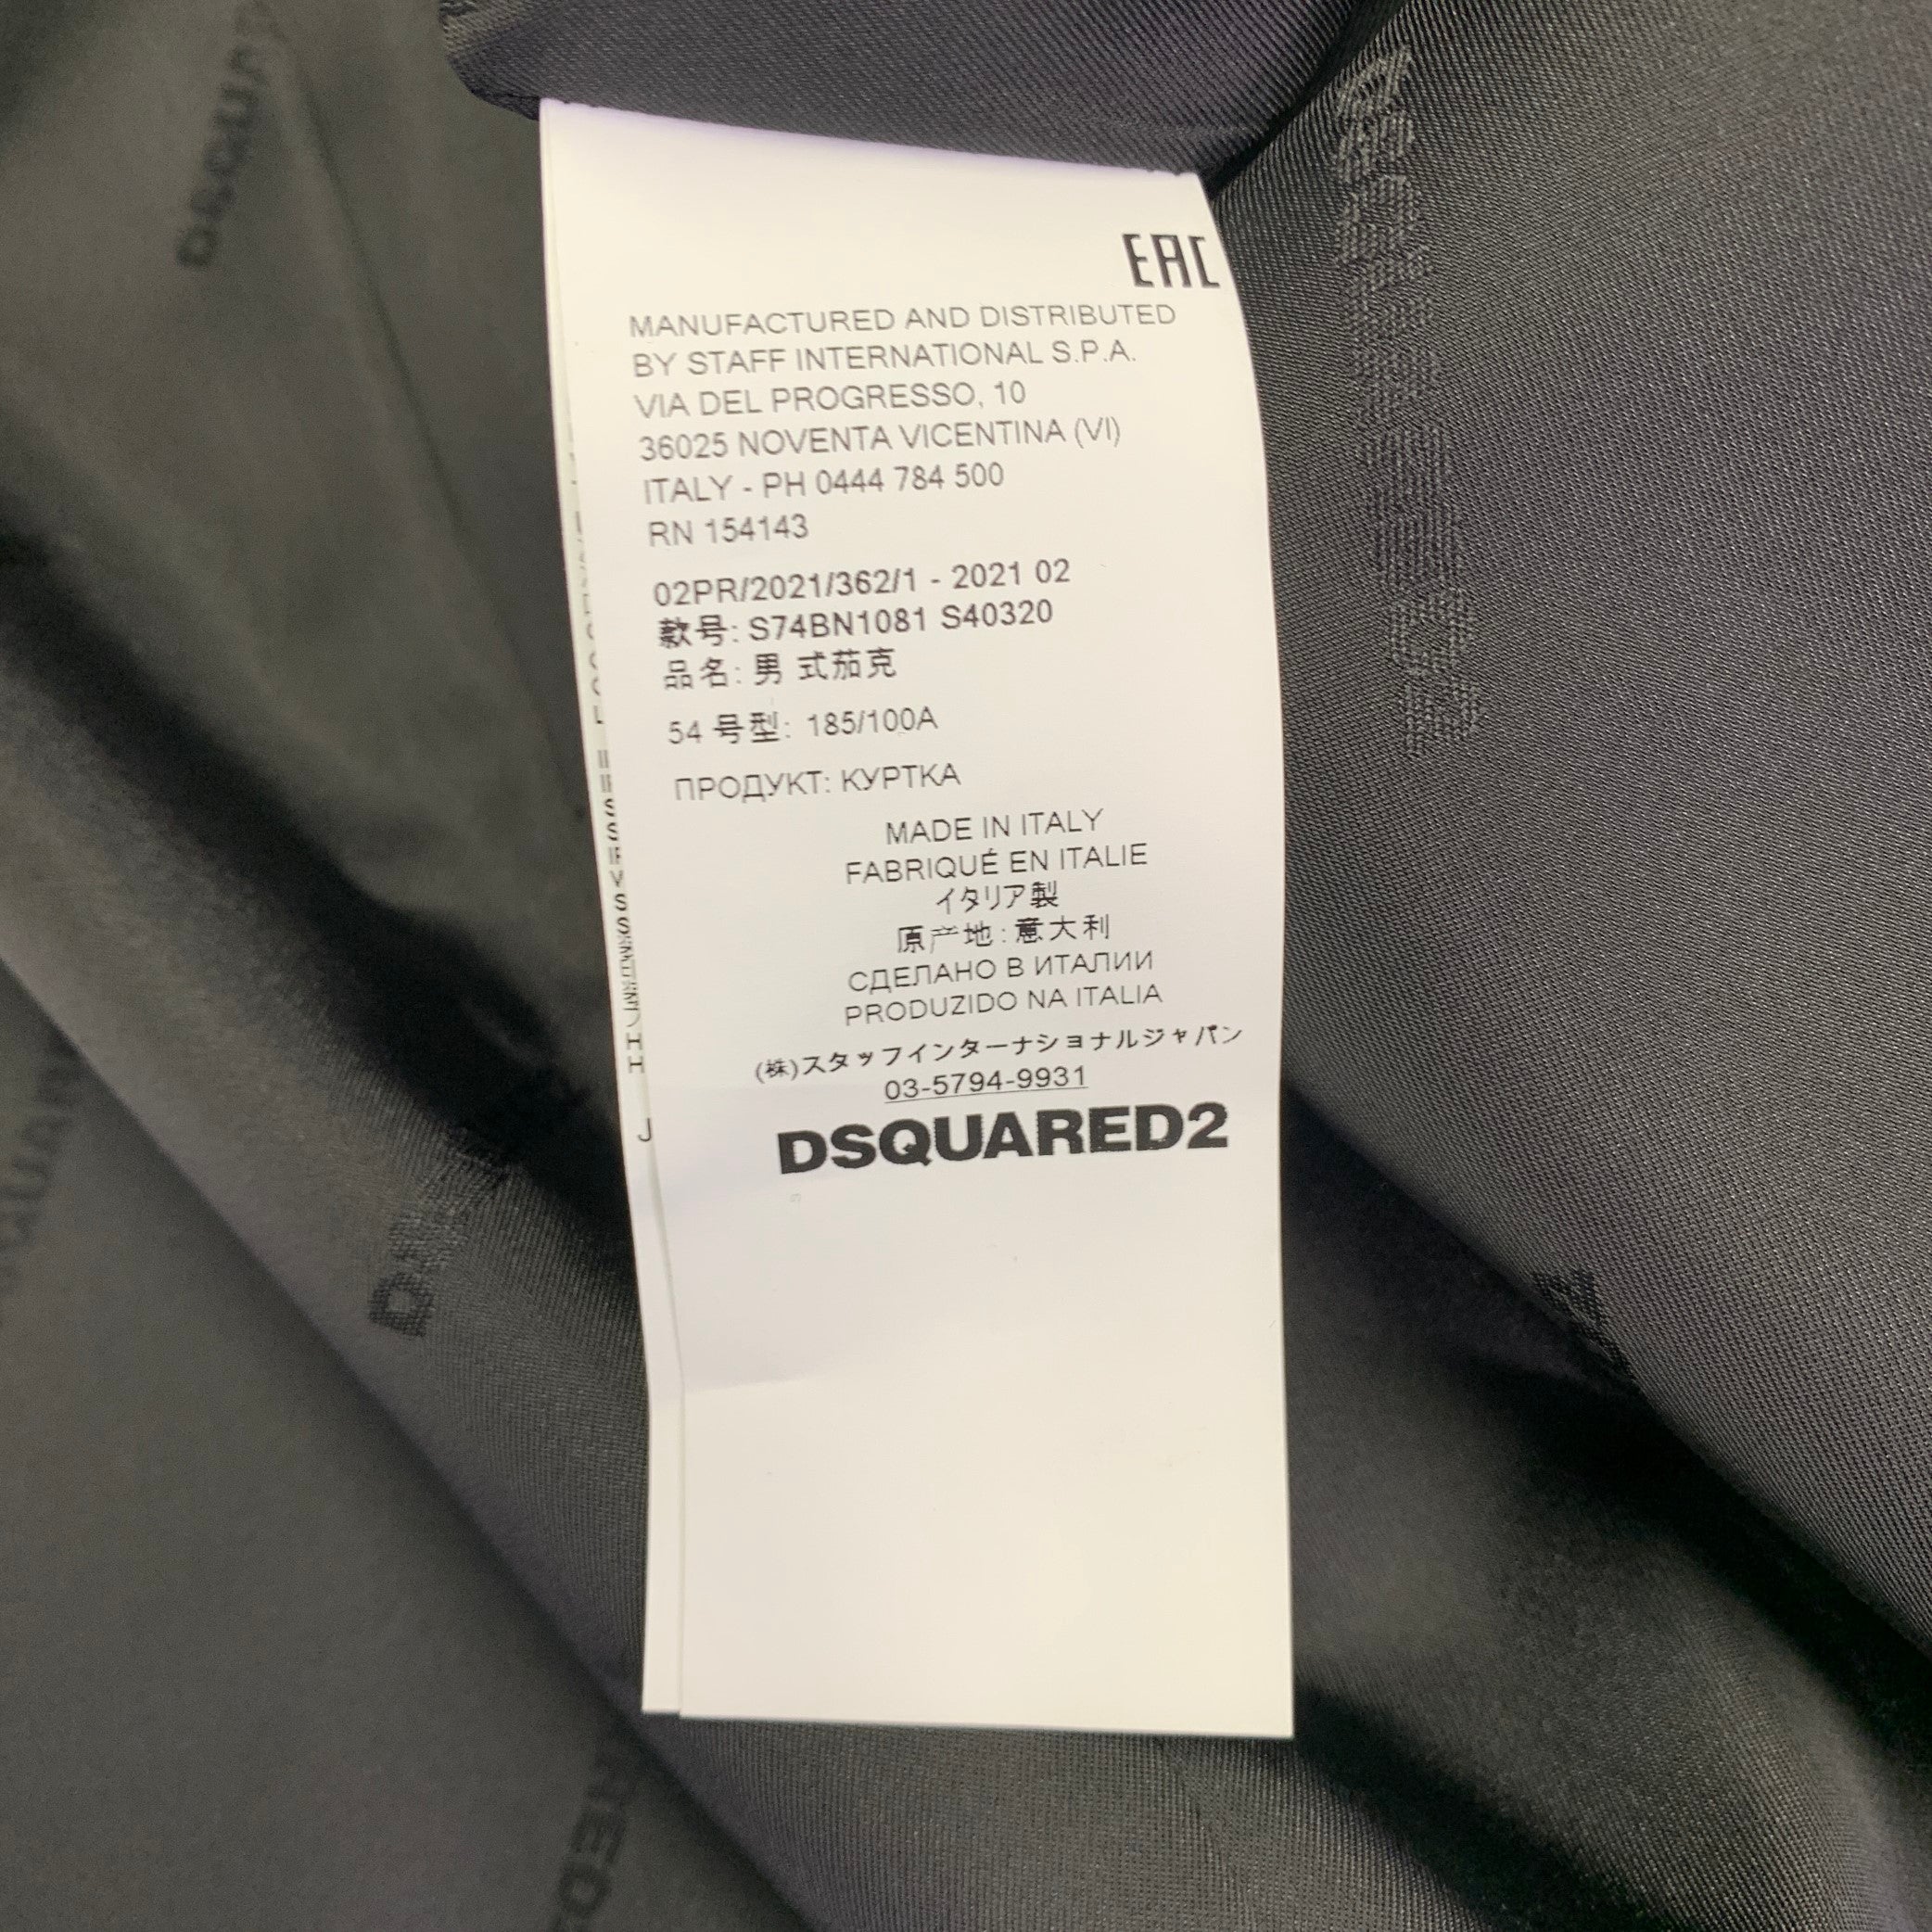 EAC
MANUFACTURED AND DISTRIBUTED
BY STAFF INTERNATIONAL S.P.A.
VIA DEL PROGRESSO, 10
36025 NOVENTA VICENTINA (VI)
ITALY - PH 0444 784 500
RN 154143
02PR/2021/362/1 - 2021 02
款号: S74BN1081 S40320
品名: 男 式茄克
54 号型: 185/100A
ПРОДУКТ: КУРТКА
MADE IN ITALY
FABRIQUÉ EN ITALIE
イタリア製
原产地: 意大利
СДЕЛАНО В ИТАЛИИ
PRODUZIDO NA ITALIA
(株)スタッフインターナショナルジャパン
03-5794-9931
DSQUARED2